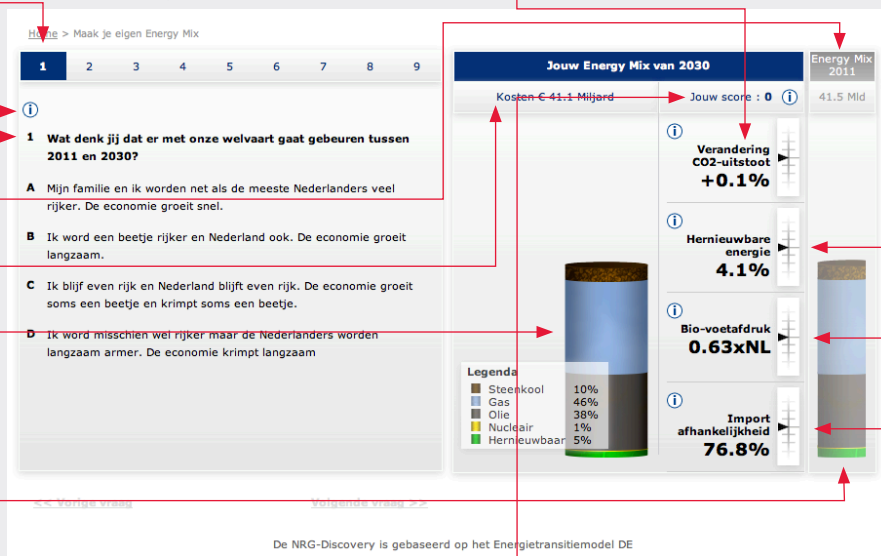 Home > Maak je eigen Energy Mix
1 2 3 4 5 6 7 8 9
1 Wat denk jij dat er met onze welvaart gaat gebeuren tussen
2011 en 2030?
A Mijn familie en ik worden net als de meeste Nederlanders veel
rijker. De economie groeit snel.
B Ik word een beetje rijker en Nederland ook. De economie groeit
langzaam.
C Ik blijf even rijk en Nederland blijft even rijk. De economie groeit
soms een beetje en krimpt soms een beetje.
D Ik word misschien wel rijker maar de Nederlanders worden
langzaam armer. De economie krimpt langzaam
<< Vorige vraag
Volgende vraag >>
Jouw Energy Mix van 2030
Kosten € 41.1 Miljard
Jouw score : 0 i
i
Verandering
CO2-uitstoot
+0.1%
i
Hernieuwbare
energie
4.1%
i
Bio-voetafdruk
0.63xNL
i
Import
afhankelijkheid
76.8%
Legenda
Steenkool 10%
Gas 46%
Olie 38%
Nucleair 1%
Hernieuwbaar 5%
Energy Mix
2011
41.5 Mld
De NRG-Discovery is gebaseerd op het Energietransitiemodel DE